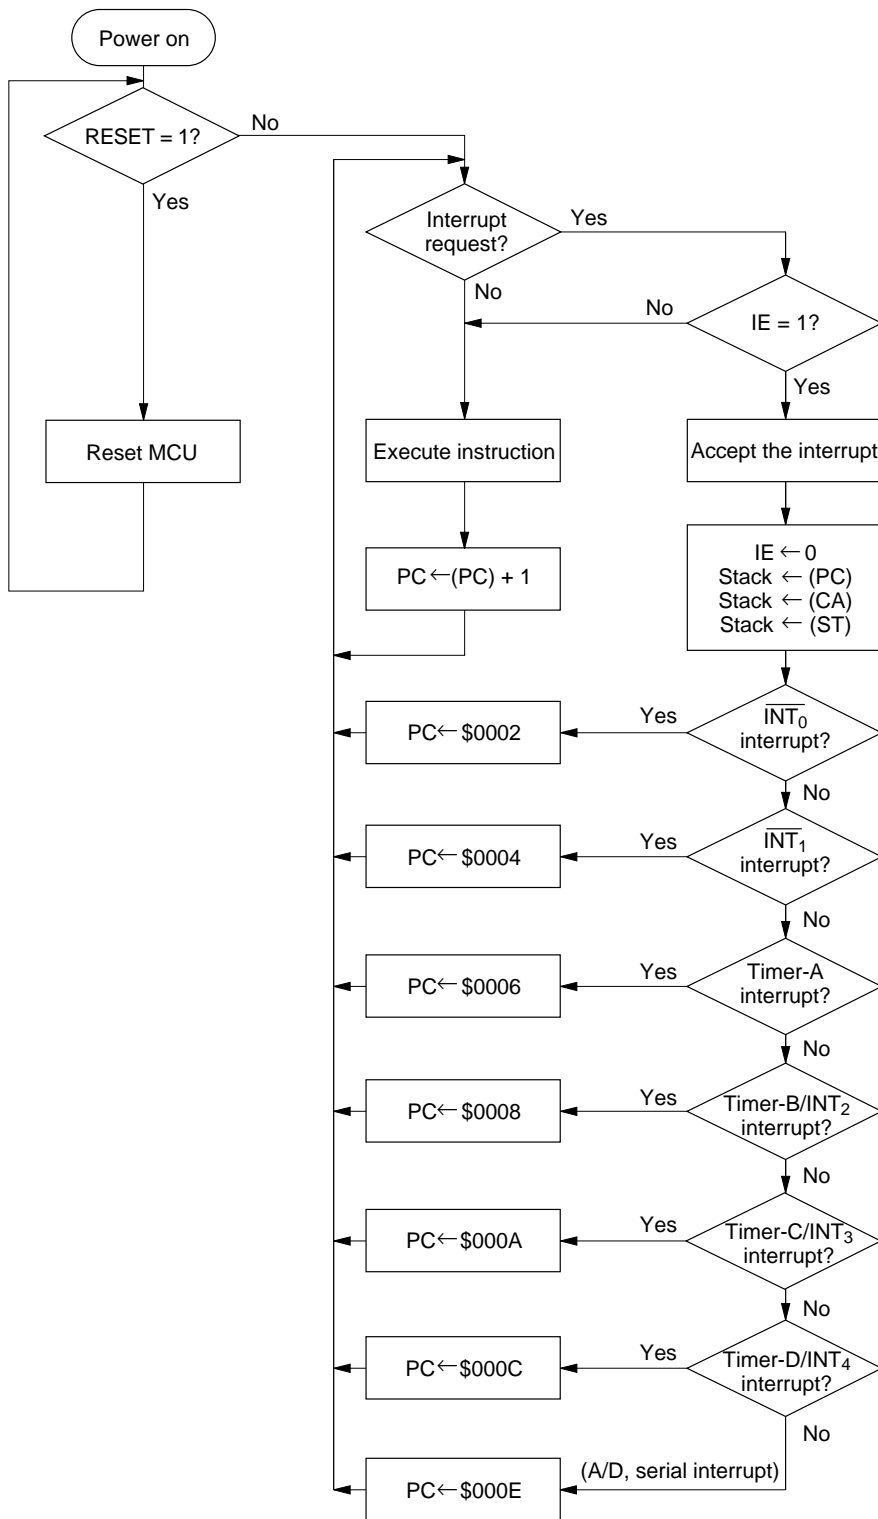 Power on
RESET = 1?
No
Yes
Interrupt
request?
Yes
No
No
IE = 1?
Yes
Reset MCU
Execute instruction
Accept the interrupt
PC←(PC) + 1
IE ← 0
Stack ← (PC)
Stack ← (CA)
Stack ← (ST)
PC← $0002
Yes
I̅N̅T̅₀
interrupt?
No
PC← $0004
Yes
I̅N̅T̅₁
interrupt?
No
PC← $0006
Yes
Timer-A
interrupt?
No
PC← $0008
Yes
Timer-B/INT₂
interrupt?
No
PC←$000A
Yes
Timer-C/INT₃
interrupt?
No
PC←$000C
Yes
Timer-D/INT₄
interrupt?
No
PC←$000E
(A/D, serial interrupt)